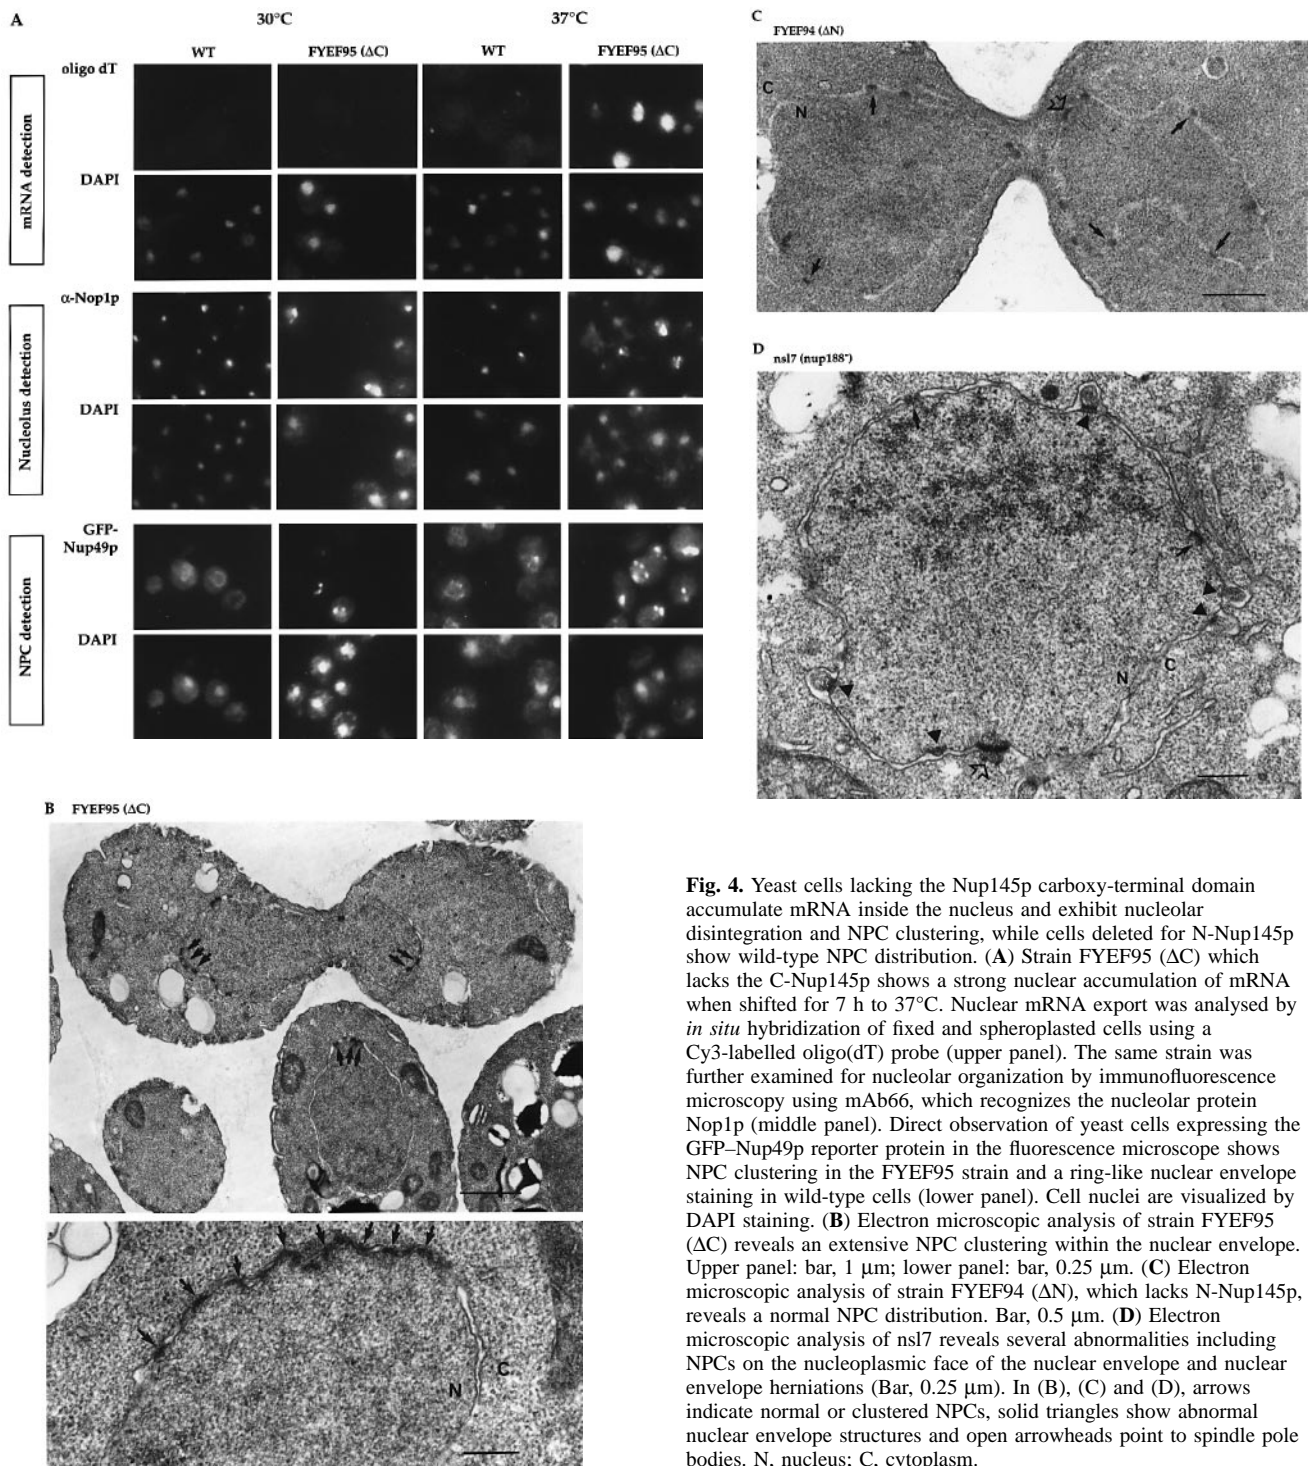 A
30°C 37°C
WT FYEF95 (ΔC) WT FYEF95 (ΔC)
mRNA detection
oligo dT
DAPI
Nucleolus detection
α-Nop1p
DAPI
NPC detection
GFP-
Nup49p
DAPI
B FYEF95 (ΔC)
N
C
C
FYEF94 (ΔN)
C
N
D nsl7 (nup188⁻)
N
C
Fig. 4. Yeast cells lacking the Nup145p carboxy-terminal domain
accumulate mRNA inside the nucleus and exhibit nucleolar
disintegration and NPC clustering, while cells deleted for N-Nup145p
show wild-type NPC distribution. (A) Strain FYEF95 (ΔC) which
lacks the C-Nup145p shows a strong nuclear accumulation of mRNA
when shifted for 7 h to 37°C. Nuclear mRNA export was analysed by
in situ hybridization of fixed and spheroplasted cells using a
Cy3-labelled oligo(dT) probe (upper panel). The same strain was
further examined for nucleolar organization by immunofluorescence
microscopy using mAb66, which recognizes the nucleolar protein
Nop1p (middle panel). Direct observation of yeast cells expressing the
GFP–Nup49p reporter protein in the fluorescence microscope shows
NPC clustering in the FYEF95 strain and a ring-like nuclear envelope
staining in wild-type cells (lower panel). Cell nuclei are visualized by
DAPI staining. (B) Electron microscopic analysis of strain FYEF95
(ΔC) reveals an extensive NPC clustering within the nuclear envelope.
Upper panel: bar, 1 μm; lower panel: bar, 0.25 μm. (C) Electron
microscopic analysis of strain FYEF94 (ΔN), which lacks N-Nup145p,
reveals a normal NPC distribution. Bar, 0.5 μm. (D) Electron
microscopic analysis of nsl7 reveals several abnormalities including
NPCs on the nucleoplasmic face of the nuclear envelope and nuclear
envelope herniations (Bar, 0.25 μm). In (B), (C) and (D), arrows
indicate normal or clustered NPCs, solid triangles show abnormal
nuclear envelope structures and open arrowheads point to spindle pole
bodies. N, nucleus; C, cytoplasm.